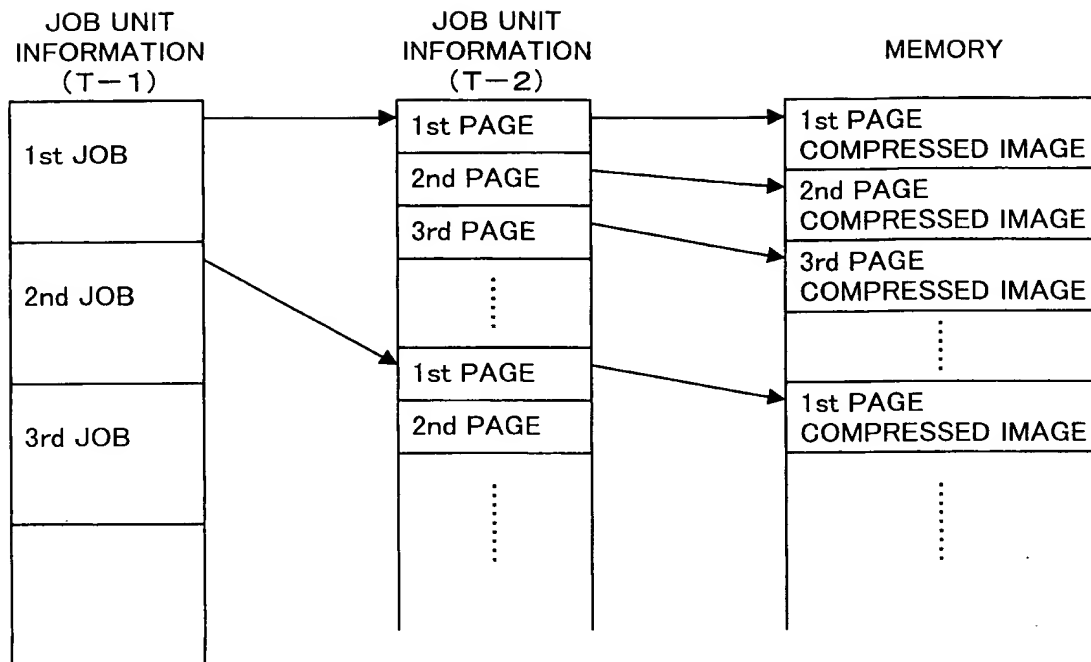 JOB UNIT
INFORMATION
(T-1)
1st JOB
2nd JOB
3rd JOB
JOB UNIT
INFORMATION
(T-2)
1st PAGE
2nd PAGE
3rd PAGE
1st PAGE
2nd PAGE
MEMORY
1st PAGE
COMPRESSED IMAGE
2nd PAGE
COMPRESSED IMAGE
3rd PAGE
COMPRESSED IMAGE
1st PAGE
COMPRESSED IMAGE